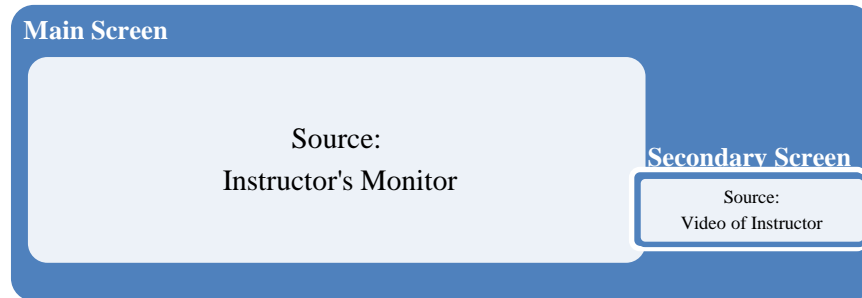 Main Screen
Source:
Instructor's Monitor
Secondary Screen
Source:
Video of Instructor